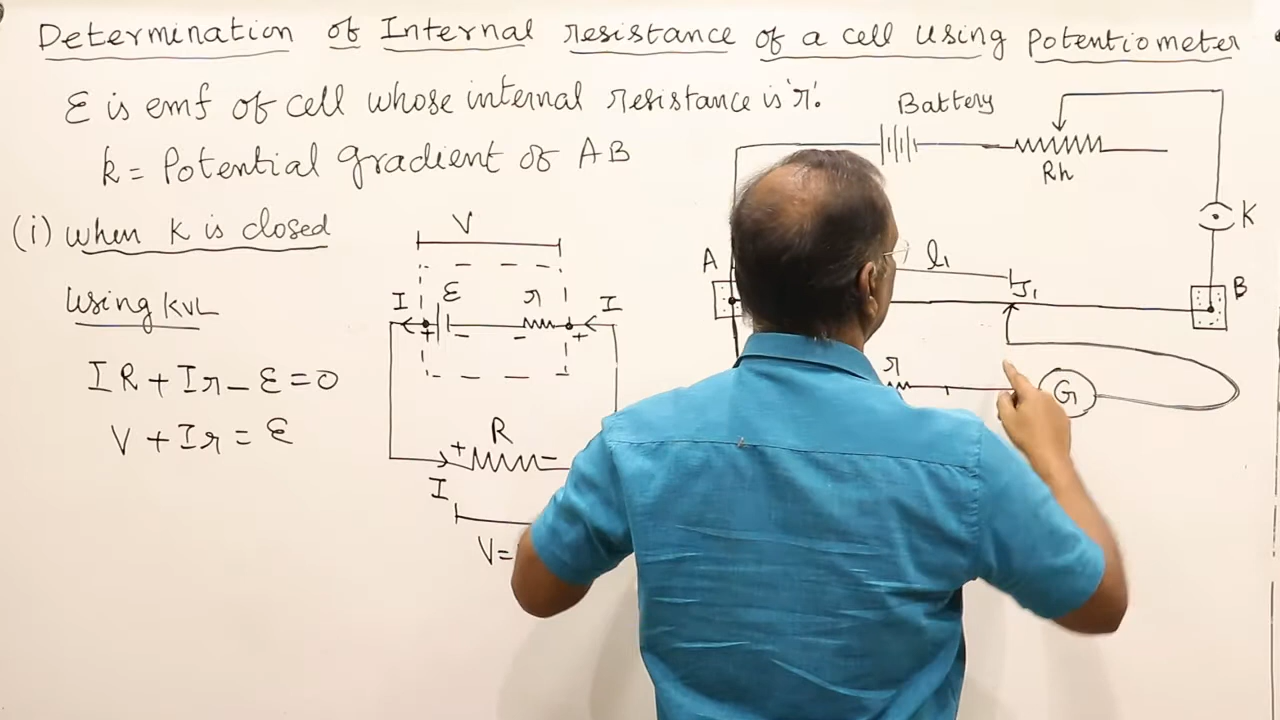 Determination of Internal resistance of a cell using Potentiometer
ε is emf of cell whose internal resistance is 'r'.
k = Potential gradient of AB
(i) when K is closed
Using KVL
IR + Ir - ε = 0
V + Ir = ε
V
I ε r I
+ - - +
R
+ -
I
V=
Battery
Rh
K
A l₁ J₁ B
r G